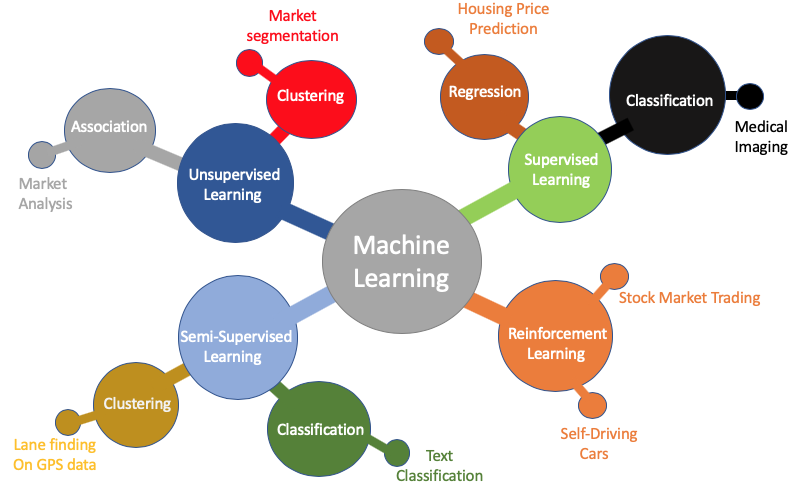 Market
segmentation
Housing Price
Prediction
Clustering
Regression
Classification
Association
Medical
Imaging
Unsupervised
Learning
Supervised
Learning
Market
Analysis
Machine
Learning
Stock Market Trading
Semi-Supervised
Learning
Reinforcement
Learning
Clustering
Classification
Self-Driving
Cars
Lane finding
On GPS data
Text
Classification